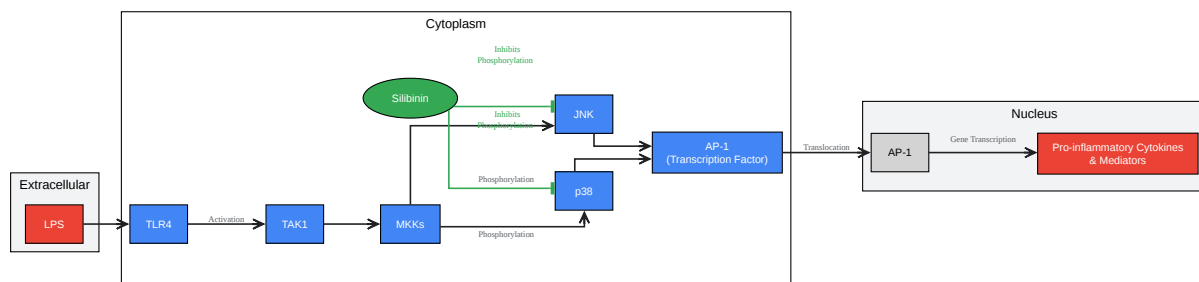 Cytoplasm
Inhibits
Phosphorylation
Silibinin
Inhibits
Phosphorylation
JNK
AP-1
(Transcription Factor)
Translocation
Nucleus
AP-1
Gene Transcription
Pro-inflammatory Cytokines
& Mediators
Extracellular
LPS
TLR4
Activation
TAK1
MKKs
Phosphorylation
p38
Phosphorylation